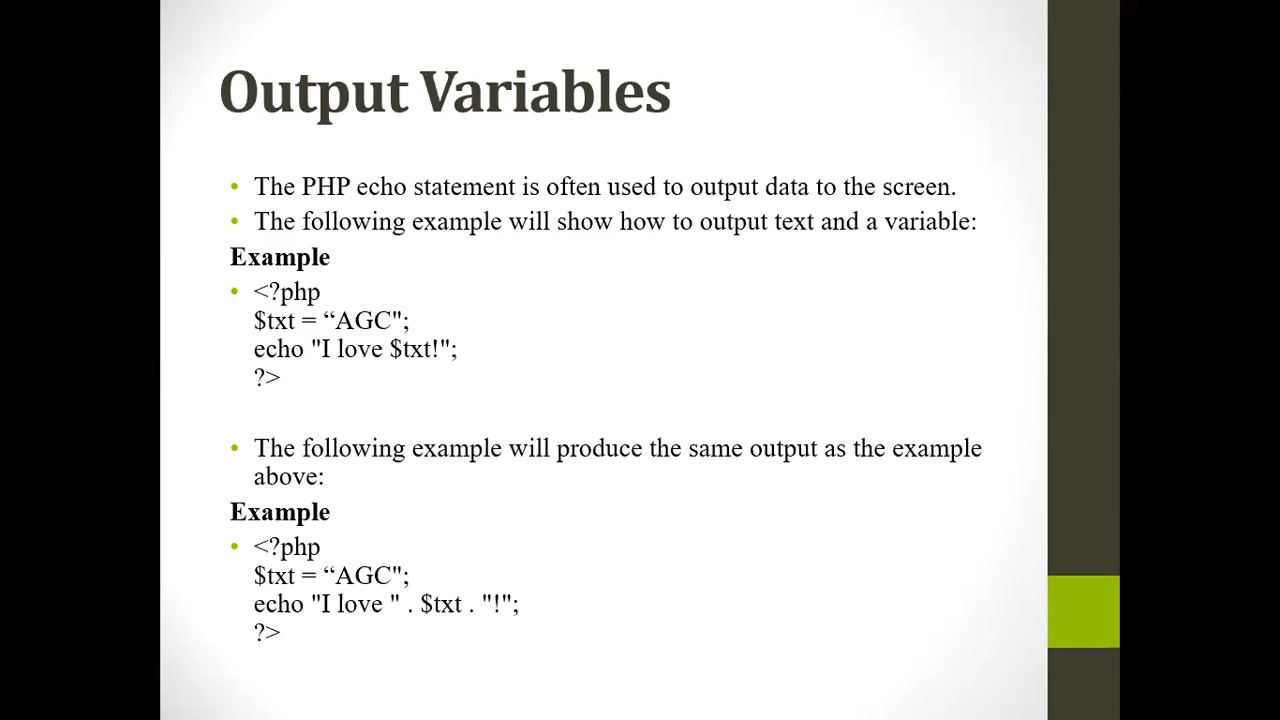 Output Variables
• The PHP echo statement is often used to output data to the screen.
• The following example will show how to output text and a variable:
Example
• <?php
$txt = “AGC";
echo "I love $txt!";
?>
• The following example will produce the same output as the example
above:
Example
• <?php
$txt = “AGC";
echo "I love " . $txt . "!";
?>